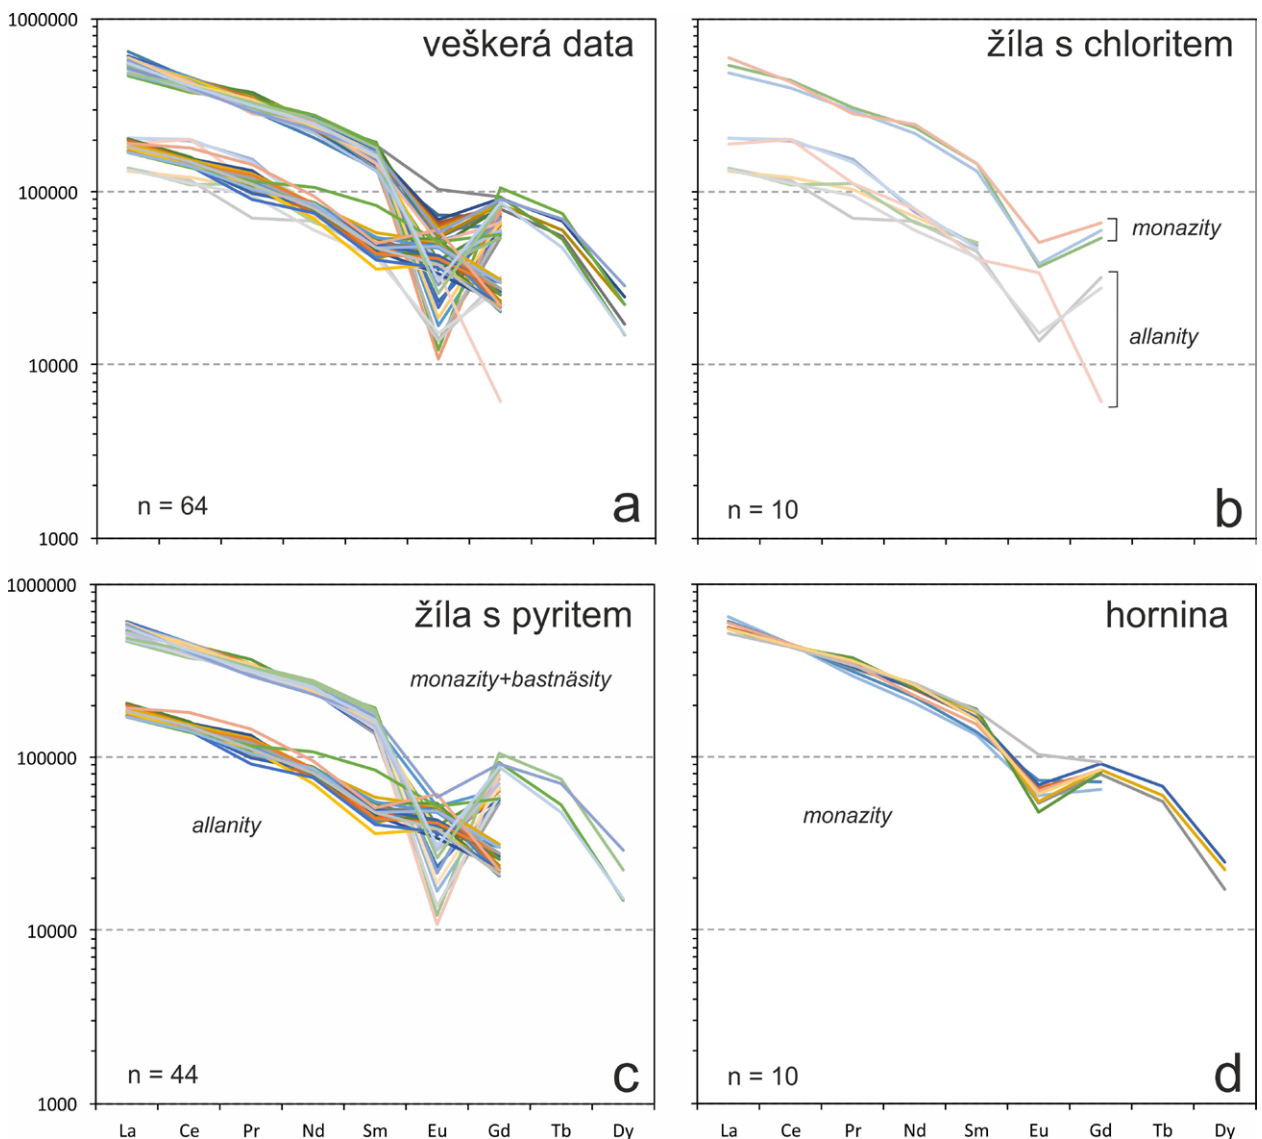 1000000
100000
10000
1000
veškerá data
n = 64
a
žíla s chloritem
monazity
allanity
n = 10
b
1000000
100000
10000
1000
žíla s pyritem
monazity+bastnäsity
allanity
n = 44
c
La Ce Pr Nd Sm Eu Gd Tb Dy
hornina
monazity
n = 10
d
La Ce Pr Nd Sm Eu Gd Tb Dy